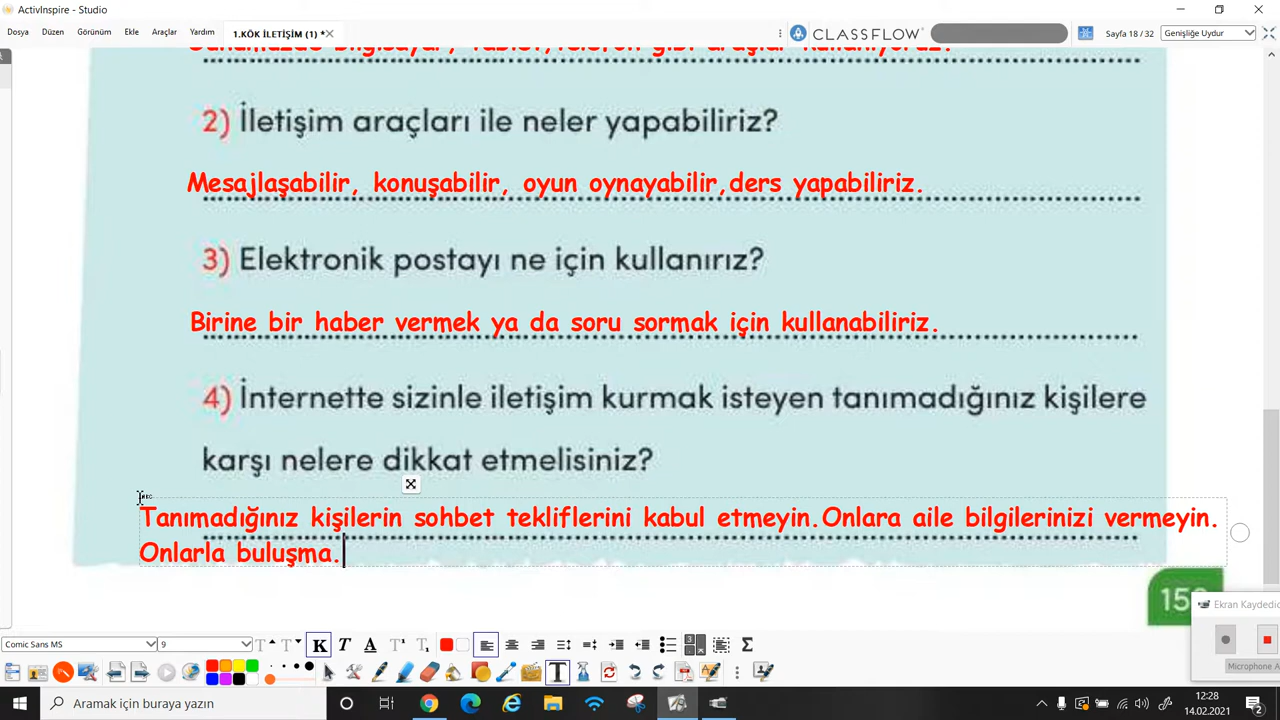 ActivInspire - Studio
Dosya Düzen Görünüm Ekle Araçlar Yardım 1.KÖK İLETİŞİM (1) * CLASSFLOW Sayfa 18 / 32 Genişliğe Uydur
2) İletişim araçları ile neler yapabiliriz?
Mesajlaşabilir, konuşabilir, oyun oynayabilir,ders yapabiliriz.
3) Elektronik postayı ne için kullanırız?
Birine bir haber vermek ya da soru sormak için kullanabiliriz.
4) İnternette sizinle iletişim kurmak isteyen tanımadığınız kişilere
karşı nelere dikkat etmelisiniz?
Tanımadığınız kişilerin sohbet tekliflerini kabul etmeyin.Onlara aile bilgilerinizi vermeyin.
Onlarla buluşma.
Ekran Kaydedic
Comic Sans MS 9
Microphone A
Aramak için buraya yazın
12:28
14.02.2021